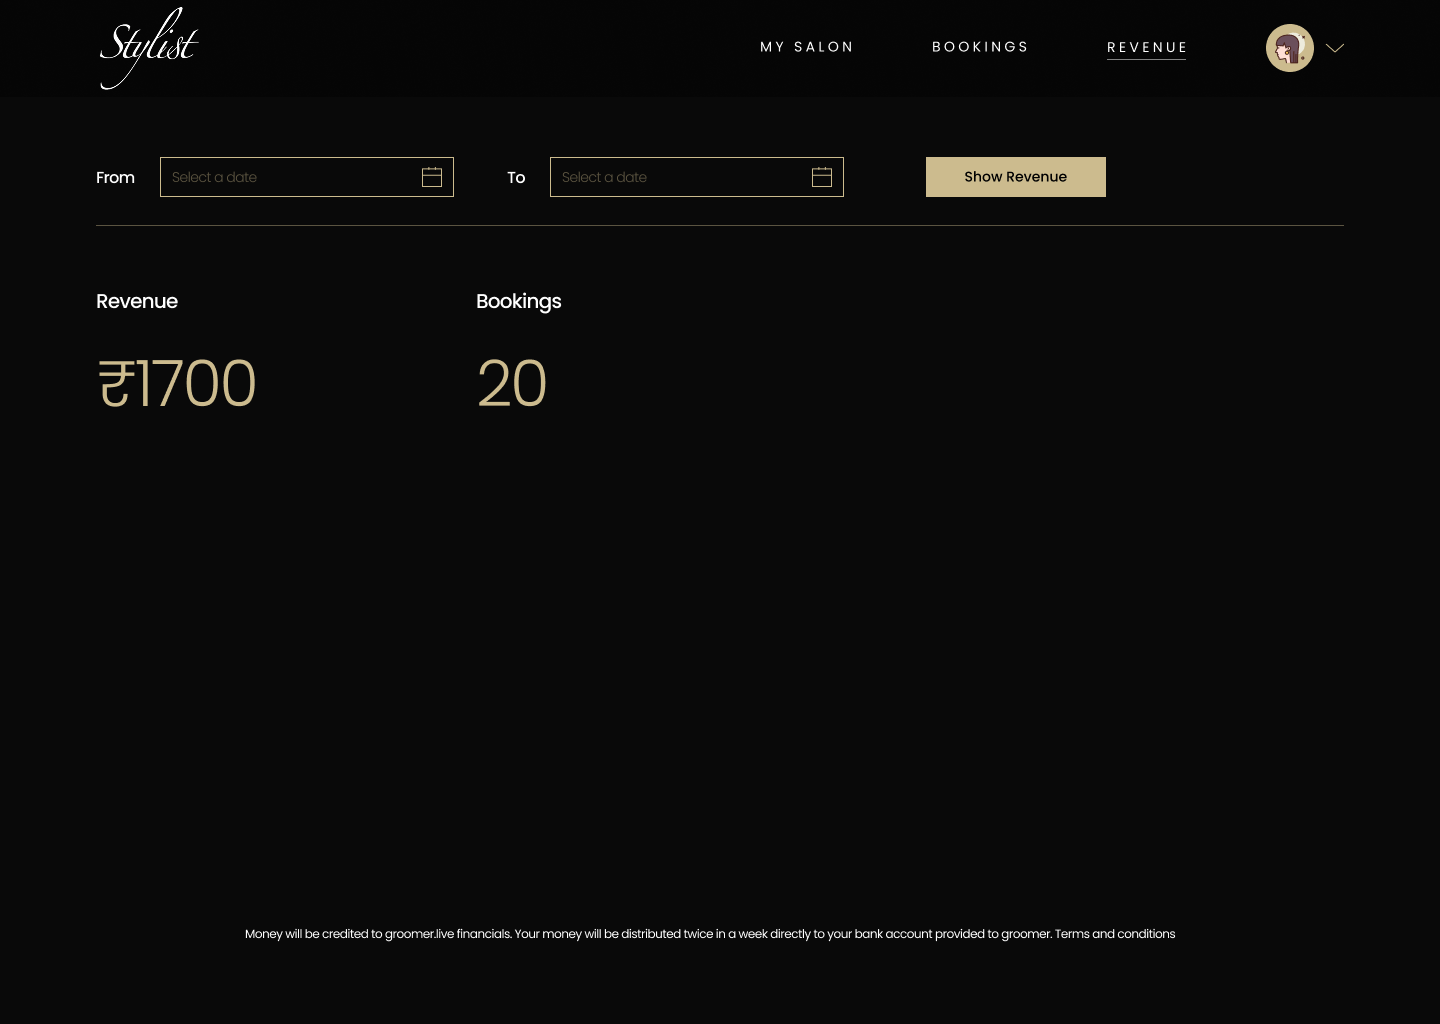 Stylist
MY SALON BOOKINGS REVENUE
From Select a date To Select a date Show Revenue
Revenue Bookings
₹1700 20
Money will be credited to groomer.live financials. Your money will be distributed twice in a week directly to your bank account provided to groomer. Terms and conditions